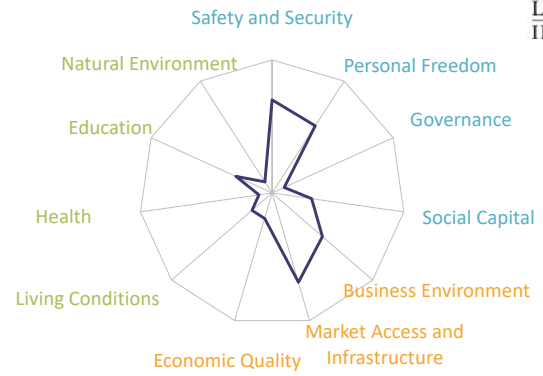 Safety and Security
Natural Environment
Personal Freedom
Education
Governance
Health
Social Capital
Living Conditions
Business Environment
Market Access and
Infrastructure
Economic Quality